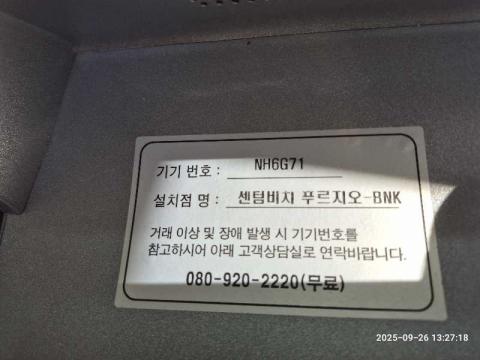 기기 번호 : NH6G71
설치점 명 : 센텀비치 푸르지오-BNK
거래 이상 및 장애 발생 시 기기번호를
참고하시어 아래 고객상담실로 연락바랍니다.
080-920-2220(무료)
2025-09-26 13:27:18